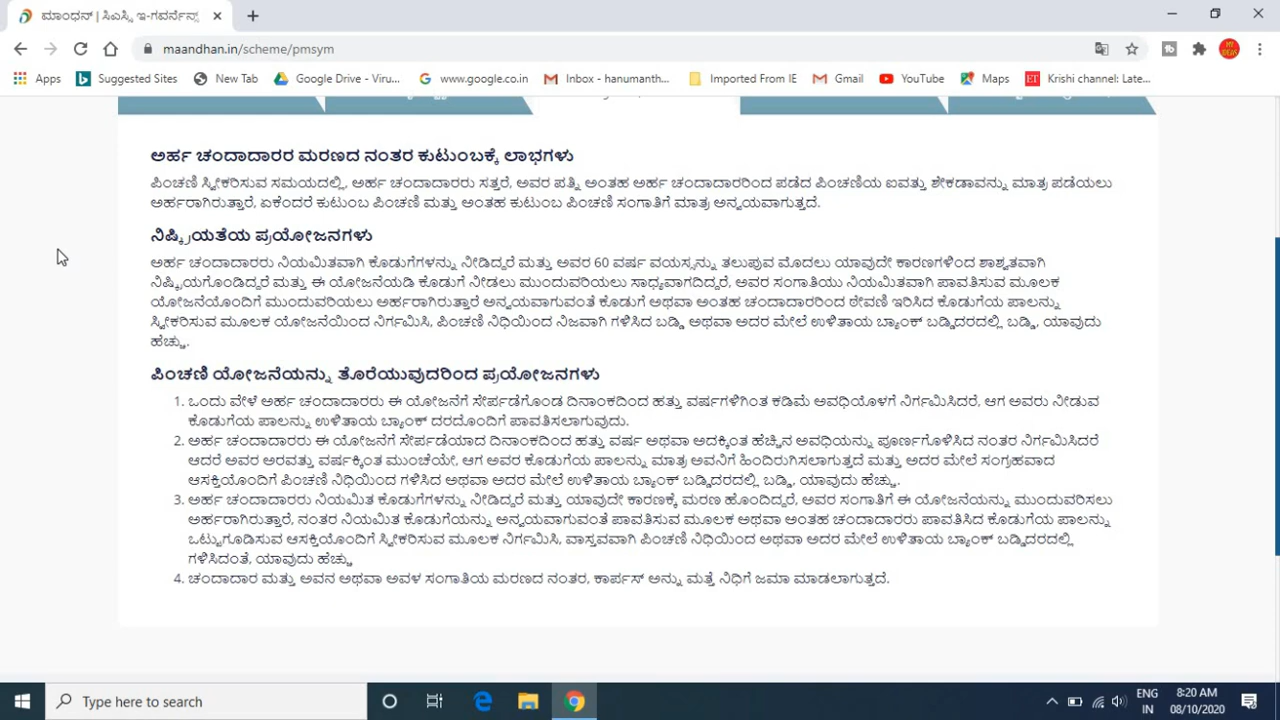 ಮಾಂಧನ್ | ಸಿಎಸ್ಸಿ ಇ-ಗವರ್ನೆನ್ಸ್
maandhan.in/scheme/pmsym
Apps Suggested Sites New Tab Google Drive - Viru... www.google.co.in Inbox - hanumanth... Imported From IE Gmail YouTube Maps Krishi channel: Late...
ಅರ್ಹ ಚಂದಾದಾರರ ಮರಣದ ನಂತರ ಕುಟುಂಬಕ್ಕೆ ಲಾಭಗಳು
ಪಿಂಚಣಿ ಸ್ವೀಕರಿಸುವ ಸಮಯದಲ್ಲಿ, ಅರ್ಹ ಚಂದಾದಾರರು ಸತ್ತರೆ, ಅವರ ಪತ್ನಿ ಅಂತಹ ಅರ್ಹ ಚಂದಾದಾರರಿಂದ ಪಡೆದ ಪಿಂಚಣಿಯ ಐವತ್ತು ಶೇಕಡಾವನ್ನು ಮಾತ್ರ ಪಡೆಯಲು
ಅರ್ಹರಾಗಿರುತ್ತಾರೆ, ಏಕೆಂದರೆ ಕುಟುಂಬ ಪಿಂಚಣಿ ಮತ್ತು ಅಂತಹ ಕುಟುಂಬ ಪಿಂಚಣಿ ಸಂಗಾತಿಗೆ ಮಾತ್ರ ಅನ್ವಯವಾಗುತ್ತದೆ.
ನಿಷ್ಕ್ರಿಯತೆಯ ಪ್ರಯೋಜನಗಳು
ಅರ್ಹ ಚಂದಾದಾರರು ನಿಯಮಿತವಾಗಿ ಕೊಡುಗೆಗಳನ್ನು ನೀಡಿದ್ದರೆ ಮತ್ತು ಅವರ 60 ವರ್ಷ ವಯಸ್ಸನ್ನು ತಲುಪುವ ಮೊದಲು ಯಾವುದೇ ಕಾರಣಗಳಿಂದ ಶಾಶ್ವತವಾಗಿ
ನಿಷ್ಕ್ರಿಯಗೊಂಡಿದ್ದರೆ ಮತ್ತು ಈ ಯೋಜನೆಯಡಿ ಕೊಡುಗೆ ನೀಡಲು ಮುಂದುವರಿಯಲು ಸಾಧ್ಯವಾಗದಿದ್ದರೆ, ಅವರ ಸಂಗಾತಿಯು ನಿಯಮಿತವಾಗಿ ಪಾವತಿಸುವ ಮೂಲಕ
ಯೋಜನೆಯೊಂದಿಗೆ ಮುಂದುವರಿಯಲು ಅರ್ಹರಾಗಿರುತ್ತಾರೆ ಅನ್ವಯವಾಗುವಂತೆ ಕೊಡುಗೆ ಅಥವಾ ಅಂತಹ ಚಂದಾದಾರರಿಂದ ಠೇವಣಿ ಇರಿಸಿದ ಕೊಡುಗೆಯ ಪಾಲನ್ನು
ಸ್ವೀಕರಿಸುವ ಮೂಲಕ ಯೋಜನೆಯಿಂದ ನಿರ್ಗಮಿಸಿ, ಪಿಂಚಣಿ ನಿಧಿಯಿಂದ ನಿಜವಾಗಿ ಗಳಿಸಿದ ಬಡ್ಡಿ ಅಥವಾ ಅದರ ಮೇಲೆ ಉಳಿತಾಯ ಬ್ಯಾಂಕ್ ಬಡ್ಡಿದರದಲ್ಲಿ ಬಡ್ಡಿ, ಯಾವುದು
ಹೆಚ್ಚು.
ಪಿಂಚಣಿ ಯೋಜನೆಯನ್ನು ತೊರೆಯುವುದರಿಂದ ಪ್ರಯೋಜನಗಳು
1. ಒಂದು ವೇಳೆ ಅರ್ಹ ಚಂದಾದಾರರು ಈ ಯೋಜನೆಗೆ ಸೇರ್ಪಡೆಗೊಂಡ ದಿನಾಂಕದಿಂದ ಹತ್ತು ವರ್ಷಗಳಿಗಿಂತ ಕಡಿಮೆ ಅವಧಿಯೊಳಗೆ ನಿರ್ಗಮಿಸಿದರೆ, ಆಗ ಅವರು ನೀಡುವ
ಕೊಡುಗೆಯ ಪಾಲನ್ನು ಉಳಿತಾಯ ಬ್ಯಾಂಕ್ ದರದೊಂದಿಗೆ ಪಾವತಿಸಲಾಗುವುದು.
2. ಅರ್ಹ ಚಂದಾದಾರರು ಈ ಯೋಜನೆಗೆ ಸೇರ್ಪಡೆಯಾದ ದಿನಾಂಕದಿಂದ ಹತ್ತು ವರ್ಷ ಅಥವಾ ಅದಕ್ಕಿಂತ ಹೆಚ್ಚಿನ ಅವಧಿಯನ್ನು ಪೂರ್ಣಗೊಳಿಸಿದ ನಂತರ ನಿರ್ಗಮಿಸಿದರೆ
ಆದರೆ ಅವರ ಅರವತ್ತು ವರ್ಷಕ್ಕಿಂತ ಮುಂಚೆಯೇ, ಆಗ ಅವರ ಕೊಡುಗೆಯ ಪಾಲನ್ನು ಮಾತ್ರ ಅವನಿಗೆ ಹಿಂದಿರುಗಿಸಲಾಗುತ್ತದೆ ಮತ್ತು ಅದರ ಮೇಲೆ ಸಂಗ್ರಹವಾದ
ಆಸಕ್ತಿಯೊಂದಿಗೆ ಪಿಂಚಣಿ ನಿಧಿಯಿಂದ ಗಳಿಸಿದ ಅಥವಾ ಅದರ ಮೇಲೆ ಉಳಿತಾಯ ಬ್ಯಾಂಕ್ ಬಡ್ಡಿದರದಲ್ಲಿ ಬಡ್ಡಿ, ಯಾವುದು ಹೆಚ್ಚು.
3. ಅರ್ಹ ಚಂದಾದಾರರು ನಿಯಮಿತ ಕೊಡುಗೆಗಳನ್ನು ನೀಡಿದ್ದರೆ ಮತ್ತು ಯಾವುದೇ ಕಾರಣಕ್ಕೆ ಮರಣ ಹೊಂದಿದ್ದರೆ, ಅವರ ಸಂಗಾತಿಗೆ ಈ ಯೋಜನೆಯನ್ನು ಮುಂದುವರಿಸಲು
ಅರ್ಹರಾಗಿರುತ್ತಾರೆ, ನಂತರ ನಿಯಮಿತ ಕೊಡುಗೆಯನ್ನು ಅನ್ವಯವಾಗುವಂತೆ ಪಾವತಿಸುವ ಮೂಲಕ ಅಥವಾ ಅಂತಹ ಚಂದಾದಾರರು ಪಾವತಿಸಿದ ಕೊಡುಗೆಯ ಪಾಲನ್ನು
ಒಟ್ಟುಗೂಡಿಸುವ ಆಸಕ್ತಿಯೊಂದಿಗೆ ಸ್ವೀಕರಿಸುವ ಮೂಲಕ ನಿರ್ಗಮಿಸಿ, ವಾಸ್ತವವಾಗಿ ಪಿಂಚಣಿ ನಿಧಿಯಿಂದ ಅಥವಾ ಅದರ ಮೇಲೆ ಉಳಿತಾಯ ಬ್ಯಾಂಕ್ ಬಡ್ಡಿದರದಲ್ಲಿ
ಗಳಿಸಿದಂತೆ, ಯಾವುದು ಹೆಚ್ಚು
4. ಚಂದಾದಾರ ಮತ್ತು ಅವನ ಅಥವಾ ಅವಳ ಸಂಗಾತಿಯ ಮರಣದ ನಂತರ, ಕಾರ್ಪಸ್ ಅನ್ನು ಮತ್ತೆ ನಿಧಿಗೆ ಜಮಾ ಮಾಡಲಾಗುತ್ತದೆ.
Type here to search
ENG
IN
8:20 AM
08/10/2020